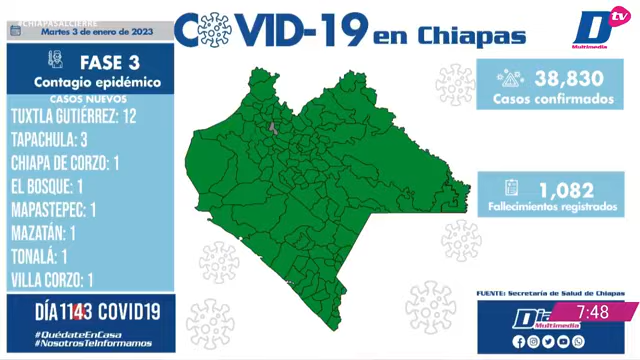 @CHIAPASALCIERRE
Martes 3 de enero de 2023
COVID-19 en Chiapas
D tv
Multimedia
FASE 3
Contagio epidémico
CASOS NUEVOS
TUXTLA GUTIÉRREZ: 12
TAPACHULA: 3
CHIAPA DE CORZO: 1
EL BOSQUE: 1
MAPASTEPEC: 1
MAZATÁN: 1
TONALÁ: 1
VILLA CORZO: 1
DÍA 1143 COVID19
#QuédateEnCasa
#NosotrosTeInformamos
38,830
Casos confirmados
1,082
Fallecimientos registrados
FUENTE: Secretaría de Salud de Chiapas
Multimedia
7:48